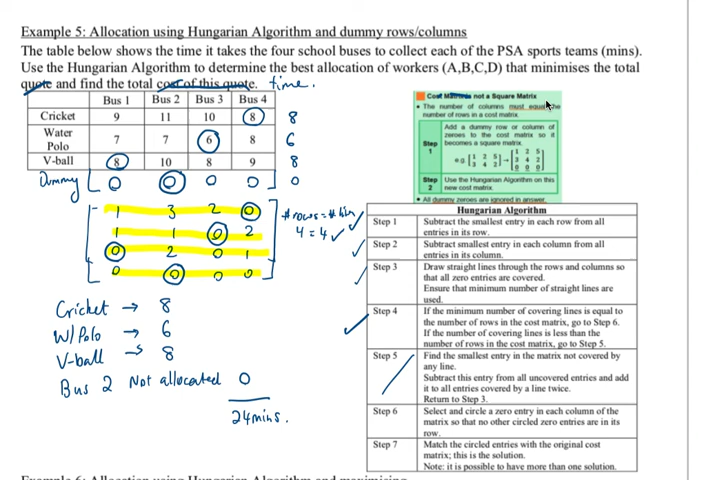 Example 5: Allocation using Hungarian Algorithm and dummy rows/columns
The table below shows the time it takes the four school buses to collect each of the PSA sports teams (mins).
Use the Hungarian Algorithm to determine the best allocation of workers (A,B,C,D) that minimises the total
quote and find the total cost of this quote. time.
Bus 1 Bus 2 Bus 3 Bus 4
Cricket 9 11 10 8 8
Water Polo 7 7 6 8 6
V-ball 8 10 8 9 8
Dummy 0 0 0 0 0
1 3 2 0
1 1 0 2
0 2 0 1
0 0 0 0
# rows = # lin
4 = 4
Cricket → 8
W/Polo → 6
V-ball → 8
Bus 2 Not allocated 0
24 mins.
Cost Matrices not a Square Matrix
• The number of columns must equal the
number of rows in a cost matrix.
Step 1 Add a dummy row or column of
zeroes to the cost matrix so it
becomes a square matrix.
eg [1 2 5 3 4 2] → [1 2 5 3 4 2 0 0 0]
Step 2 Use the Hungarian Algorithm on this
new cost matrix.
• All dummy zeroes are ignored in answer.
Hungarian Algorithm
Step 1 Subtract the smallest entry in each row from all
entries in its row.
Step 2 Subtract smallest entry in each column from all
entries in its column.
Step 3 Draw straight lines through the rows and columns so
that all zero entries are covered.
Ensure that minimum number of straight lines are
used.
Step 4 If the minimum number of covering lines is equal to
the number of rows in the cost matrix, go to Step 6.
If the number of covering lines is less than the
number of rows in the cost matrix, go to Step 5.
Step 5 Find the smallest entry in the matrix not covered by
any line.
Subtract this entry from all uncovered entries and add
it to all entries covered by a line twice.
Return to Step 3.
Step 6 Select and circle a zero entry in each column of the
matrix so that no other circled zero entries are in its
row.
Step 7 Match the circled entries with the original cost
matrix; this is the solution.
Note: it is possible to have more than one solution.